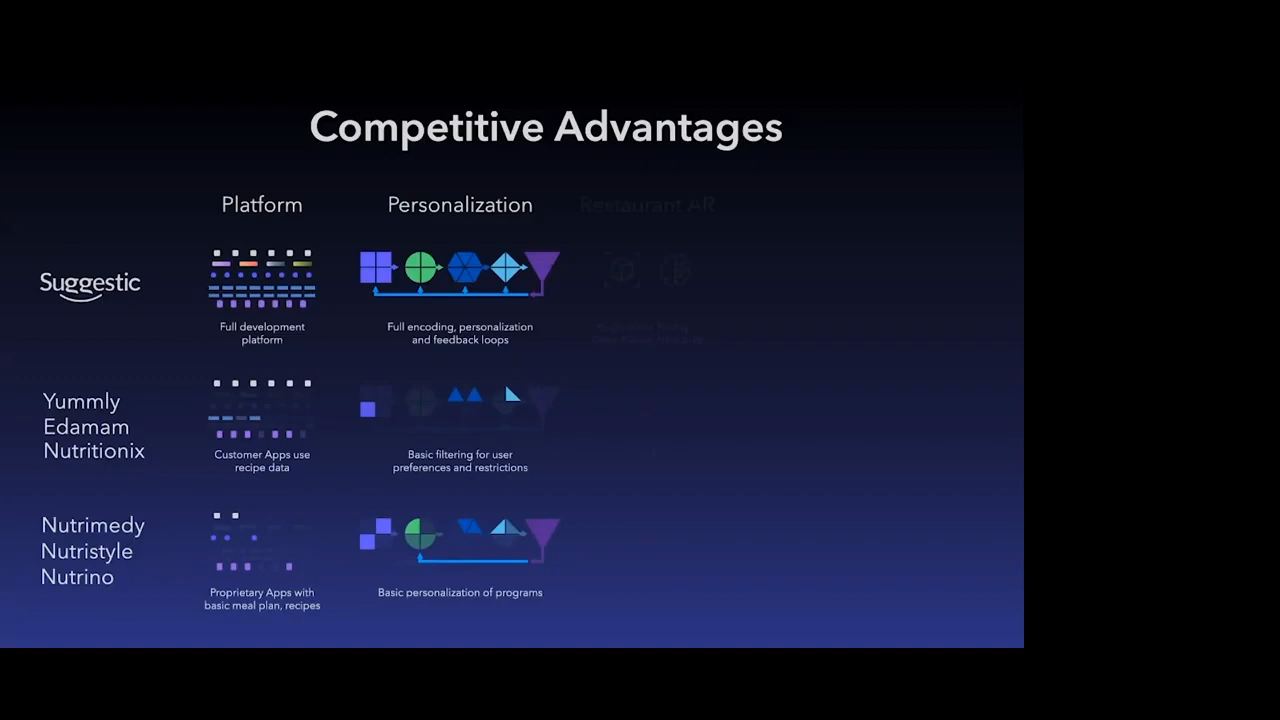 Competitive Advantages
Platform
Personalization
Restaurant AR
Suggestic
Full development
platform
Full encoding, personalization
and feedback loops
Yummly
Edamam
Nutritionix
Customer Apps use
recipe data
Basic filtering for user
preferences and restrictions
Nutrimedy
Nutristyle
Nutrino
Proprietary Apps with
basic meal plan, recipes
Basic personalization of programs